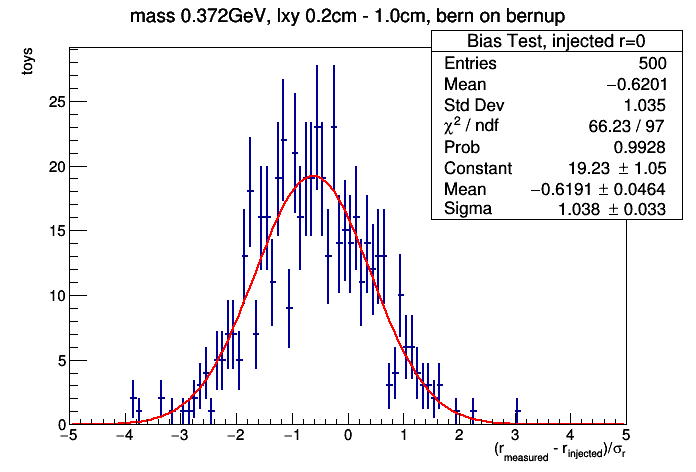 mass 0.372GeV, lxy 0.2cm - 1.0cm, bern on bernup
Bias Test, injected r=0
Entries 500
Mean −0.6201
Std Dev 1.035
χ² / ndf 66.23 / 97
Prob 0.9928
Constant 19.23 ± 1.05
Mean −0.6191 ± 0.0464
Sigma 1.038 ± 0.033
toys
25
20
15
10
5
0
−5 −4 −3 −2 −1 0 1 2 3 4 5
(r_measured - r_injected)/σ_r